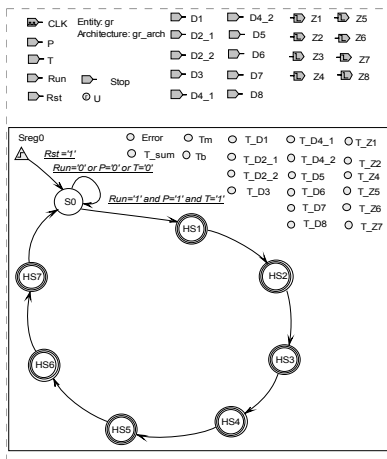 CLK Entity: gr D1 D4_2 Z1 Z5
Architecture: gr_arch
P D2_1 D5 Z2 Z6
T D2_2 D6 Z3 Z7
Run Stop D3 D7 Z4 Z8
Rst U D4_1 D8
Sreg0 Error Tm T_D1 T_D4_1 T_Z1
Rst ='1' T_sum Tb T_D2_1 T_D4_2 T_Z2
Run='0' or P='0' or T='0' T_D2_2 T_D5 T_Z4
T_D3 T_D6 T_Z5
S0 Run='1' and P='1' and T='1' T_D7 T_Z6
T_D8 T_Z7
HS1
HS7 HS2
HS6 HS3
HS5 HS4